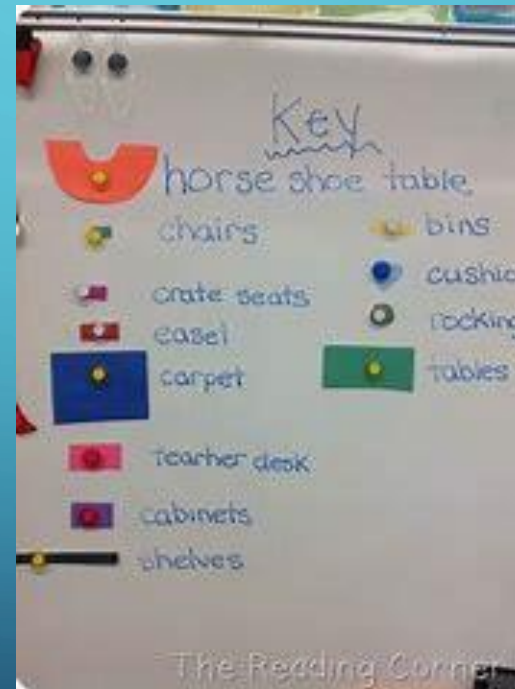 Key
horse shoe table
chairs
crate seats
easel
carpet
teacher desk
cabinets
shelves
bins
cushio
rocking
tables
The Reading Corner